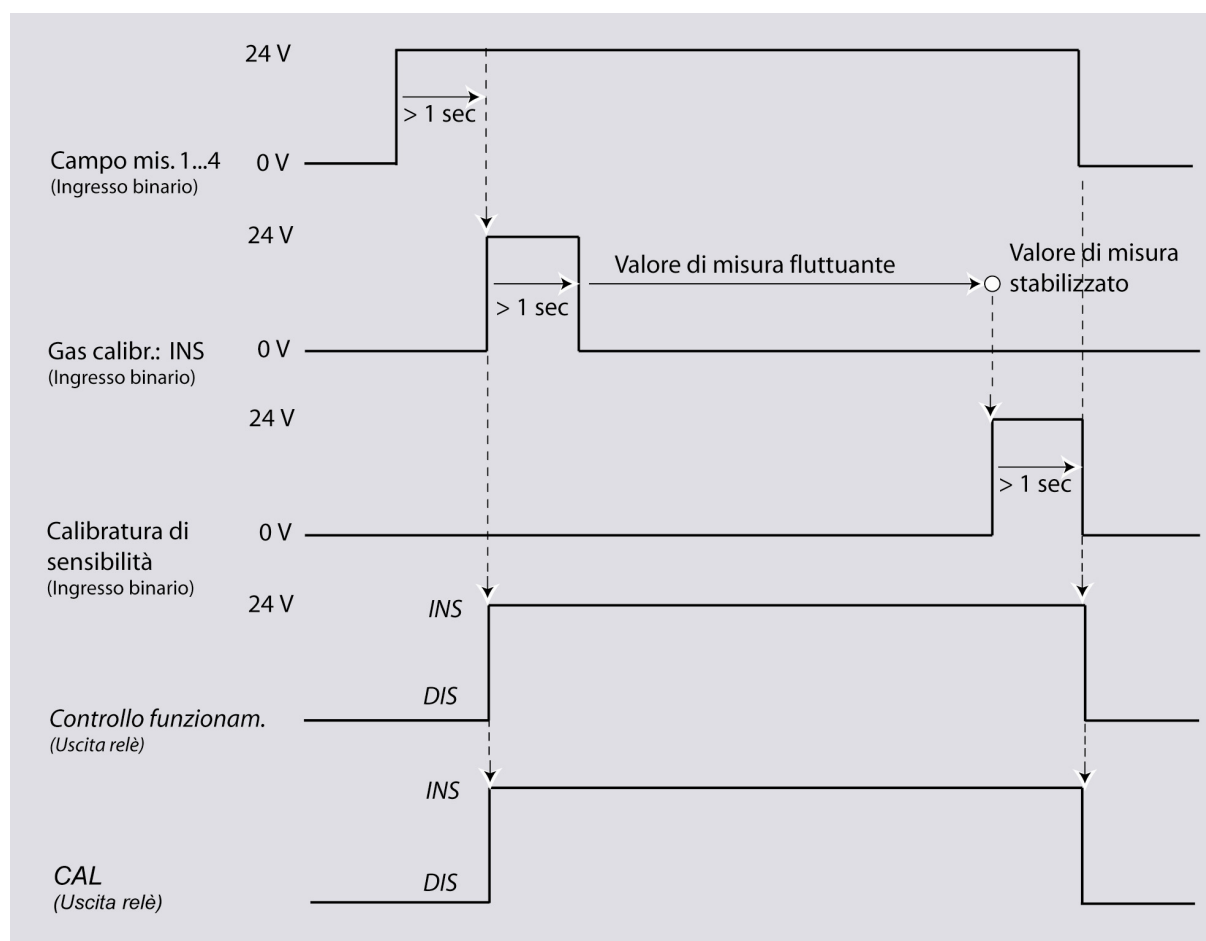 24 V
> 1 sec
Campo mis. 1...4
0 V
(Ingresso binario)
24 V
Valore di misura fluttuante
Valore di misura
stabilizzato
> 1 sec
Gas calibr.: INS
0 V
(Ingresso binario)
24 V
> 1 sec
Calibratura di
sensibilità
0 V
(Ingresso binario)
24 V
INS
DIS
Controllo funzionam.
(Uscita relè)
INS
CAL
DIS
(Uscita relè)